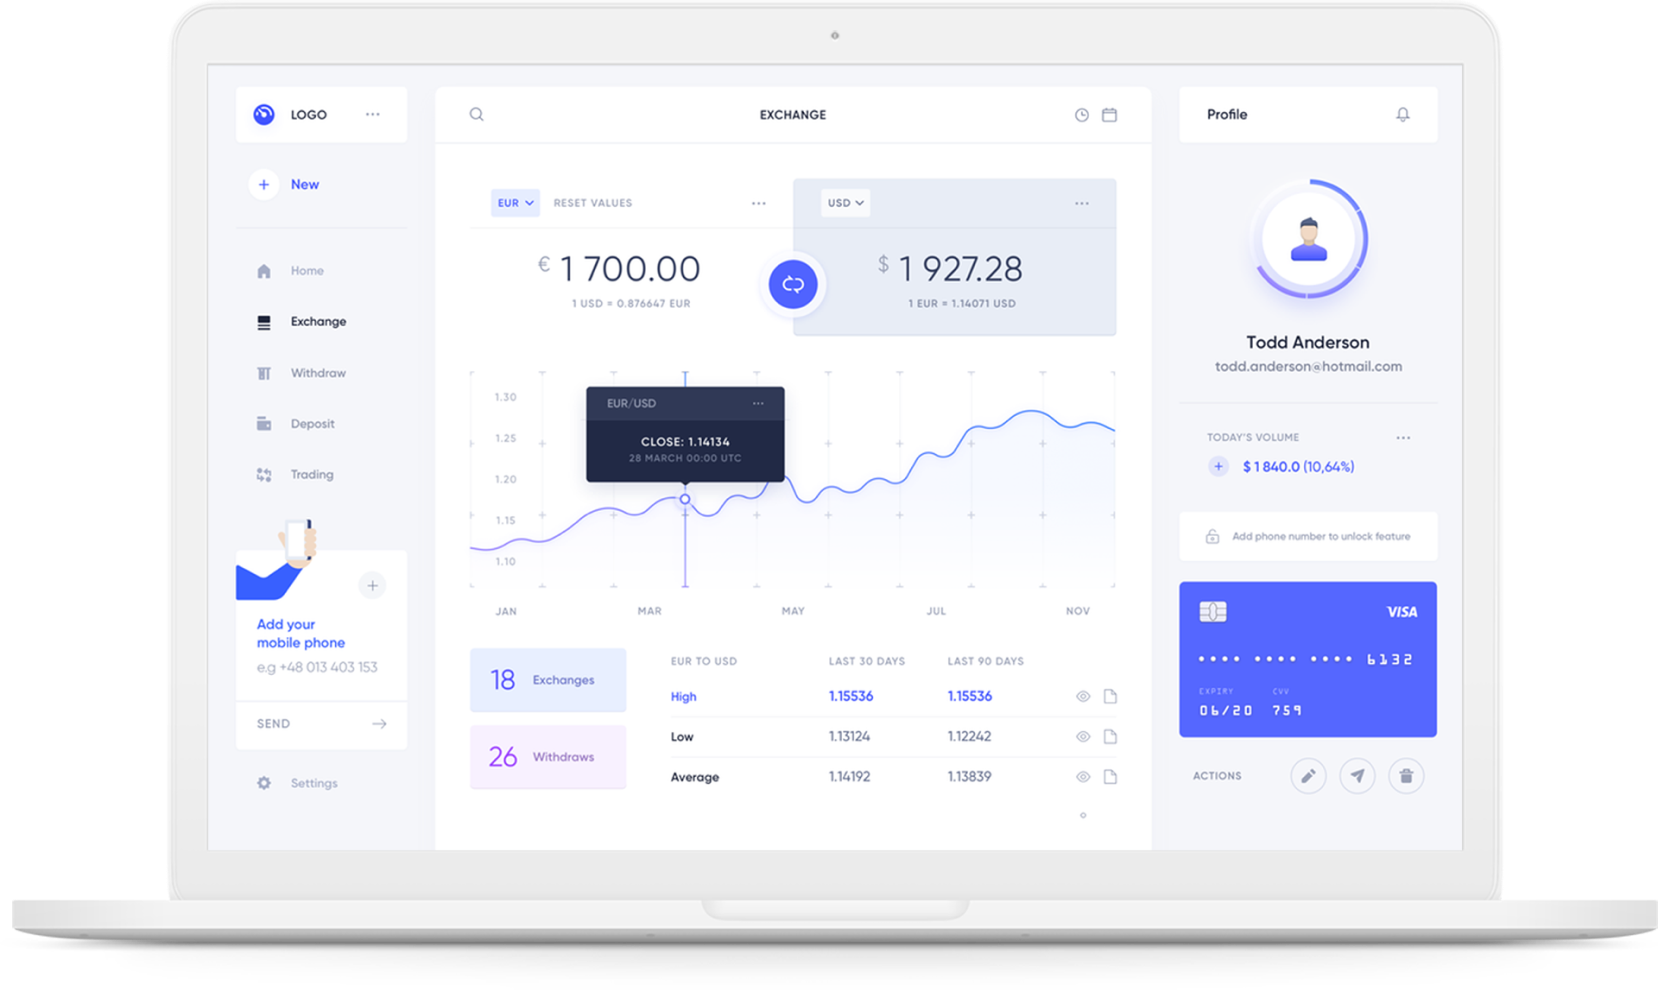 LOGO
New
Home
Exchange
Withdraw
Deposit
Trading
Add your
mobile phone
e.g +48 013 403 153
SEND
Settings
EXCHANGE
EUR
RESET VALUES
€ 1 700.00
1 USD = 0.876647 EUR
USD
$ 1 927.28
1 EUR = 1.14071 USD
1.30
1.25
1.20
1.15
1.10
EUR/USD
CLOSE: 1.14134
28 MARCH 00:00 UTC
JAN MAR MAY JUL NOV
18 Exchanges
26 Withdraws
EUR TO USD LAST 30 DAYS LAST 90 DAYS
High 1.15536 1.15536
Low 1.13124 1.12242
Average 1.14192 1.13839
Profile
Todd Anderson
todd.anderson@hotmail.com
TODAY'S VOLUME
$ 1 840.0 (10,64%)
Add phone number to unlock feature
VISA
•••• •••• •••• 6132
EXPIRY CVV
06/20 759
ACTIONS